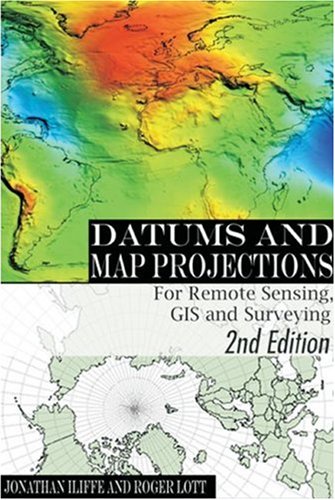 DATUMS AND
MAP PROJECTIONS
For Remote Sensing,
GIS and Surveying
2nd Edition
JONATHAN ILIFFE AND ROGER LOTT